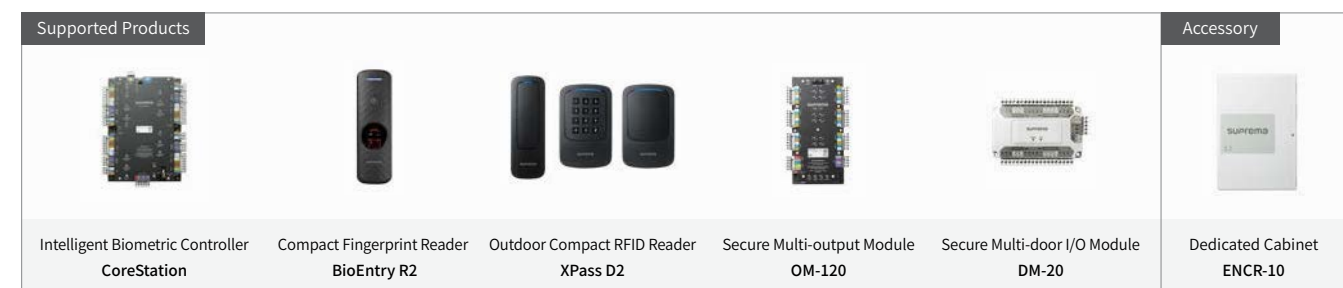 Supported Products
Accessory
suprema
Intelligent Biometric Controller
CoreStation
Compact Fingerprint Reader
BioEntry R2
Outdoor Compact RFID Reader
XPass D2
Secure Multi-output Module
OM-120
Secure Multi-door I/O Module
DM-20
Dedicated Cabinet
ENCR-10